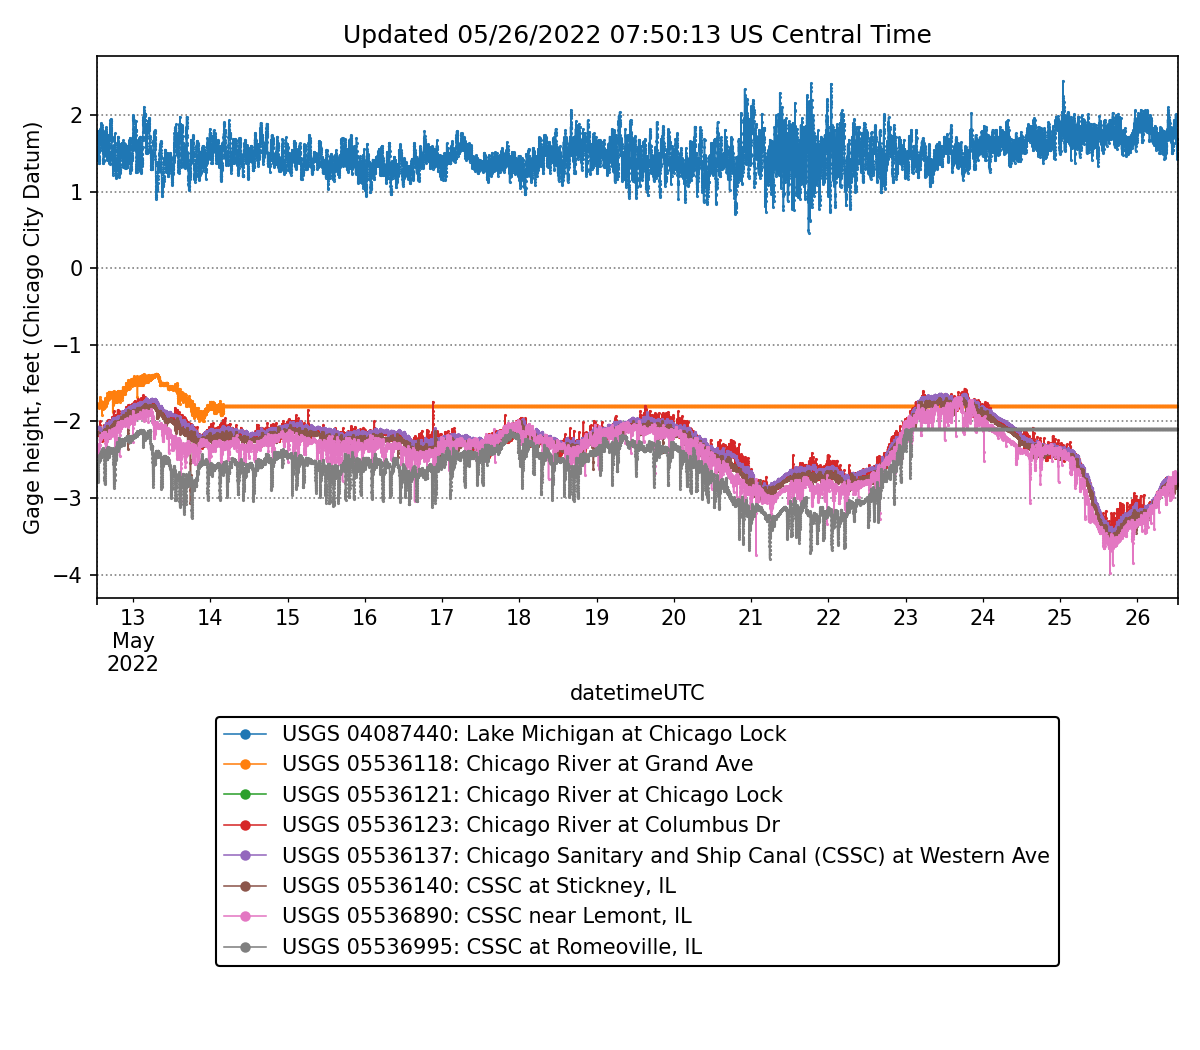 Updated 05/26/2022 07:50:13 US Central Time
Gage height, feet (Chicago City Datum)
2
1
0
−1
−2
−3
−4
13 14 15 16 17 18 19 20 21 22 23 24 25 26
May
2022
datetimeUTC
USGS 04087440: Lake Michigan at Chicago Lock
USGS 05536118: Chicago River at Grand Ave
USGS 05536121: Chicago River at Chicago Lock
USGS 05536123: Chicago River at Columbus Dr
USGS 05536137: Chicago Sanitary and Ship Canal (CSSC) at Western Ave
USGS 05536140: CSSC at Stickney, IL
USGS 05536890: CSSC near Lemont, IL
USGS 05536995: CSSC at Romeoville, IL